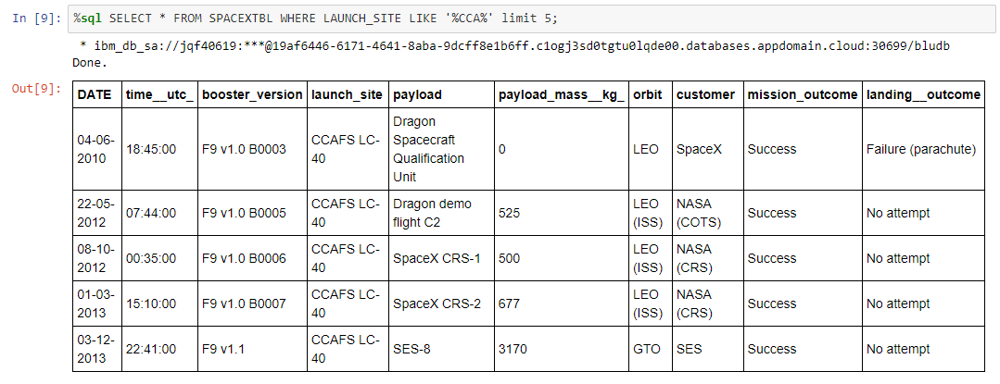 In [9]: %sql SELECT * FROM SPACEXTBL WHERE LAUNCH_SITE LIKE '%CCA%' limit 5;
* ibm_db_sa://jqf40619:***@19af6446-6171-4641-8aba-9dcff8e1b6ff.c1ogj3sd0tgtu0lqde00.databases.appdomain.cloud:30699/bludb
Done.
Out[9]:
DATE time__utc_ booster_version launch_site payload payload_mass__kg_ orbit customer mission_outcome landing__outcome
04-06-2010 18:45:00 F9 v1.0 B0003 CCAFS LC-40 Dragon Spacecraft Qualification Unit 0 LEO SpaceX Success Failure (parachute)
22-05-2012 07:44:00 F9 v1.0 B0005 CCAFS LC-40 Dragon demo flight C2 525 LEO (ISS) NASA (COTS) Success No attempt
08-10-2012 00:35:00 F9 v1.0 B0006 CCAFS LC-40 SpaceX CRS-1 500 LEO (ISS) NASA (CRS) Success No attempt
01-03-2013 15:10:00 F9 v1.0 B0007 CCAFS LC-40 SpaceX CRS-2 677 LEO (ISS) NASA (CRS) Success No attempt
03-12-2013 22:41:00 F9 v1.1 CCAFS LC-40 SES-8 3170 GTO SES Success No attempt